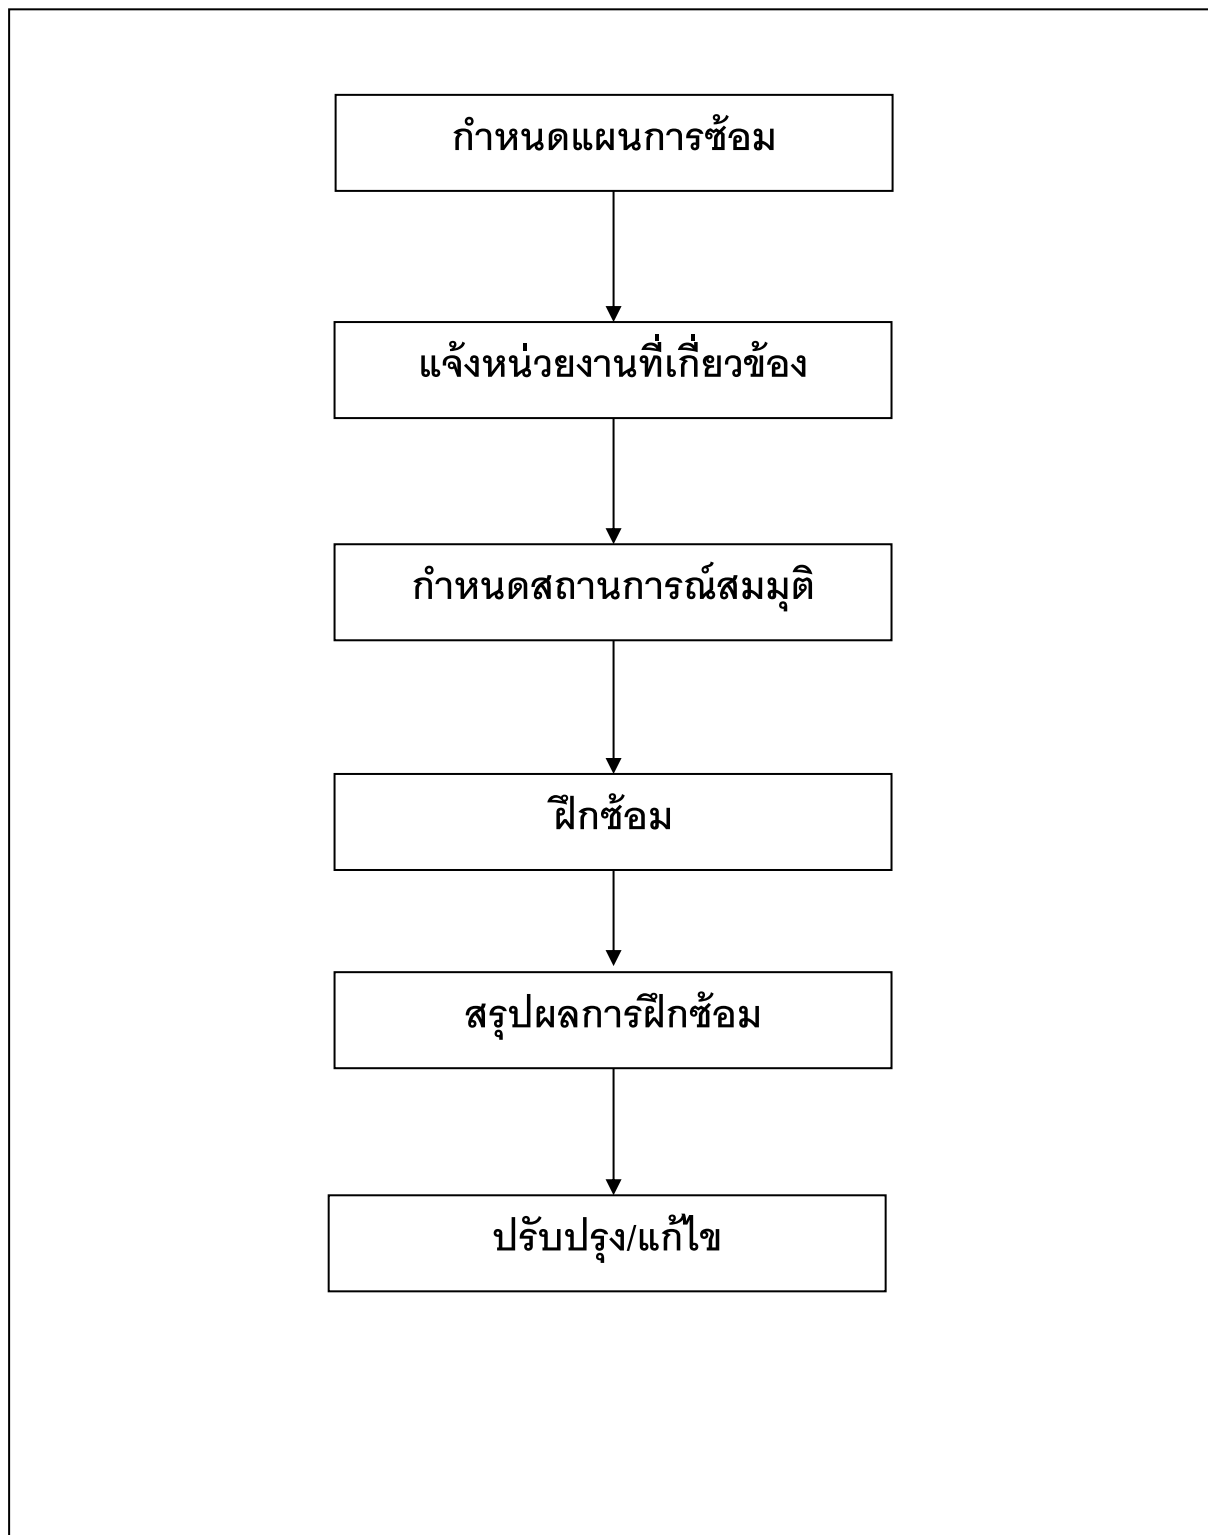 กำหนดแผนการซ้อม
แจ้งหน่วยงานที่เกี่ยวข้อง
กำหนดสถานการณ์สมมุติ
ฝึกซ้อม
สรุปผลการฝึกซ้อม
ปรับปรุง/แก้ไข